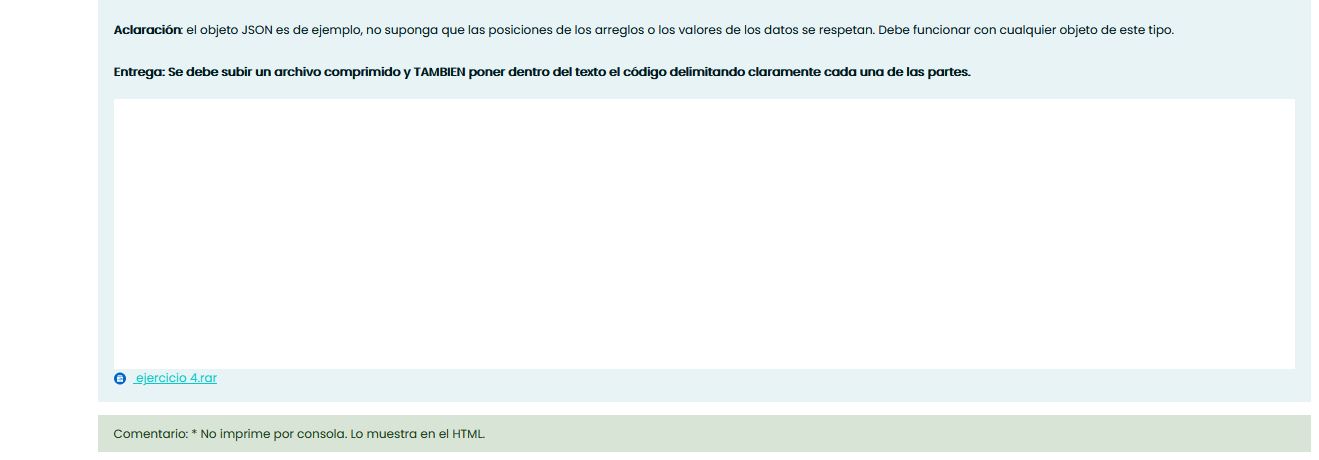 Aclaración: el objeto JSON es de ejemplo, no suponga que las posiciones de los arreglos o los valores de los datos se respetan. Debe funcionar con cualquier objeto de este tipo.
Entrega: Se debe subir un archivo comprimido y TAMBIEN poner dentro del texto el código delimitando claramente cada una de las partes.
ejercicio 4.rar
Comentario: * No imprime por consola. Lo muestra en el HTML.